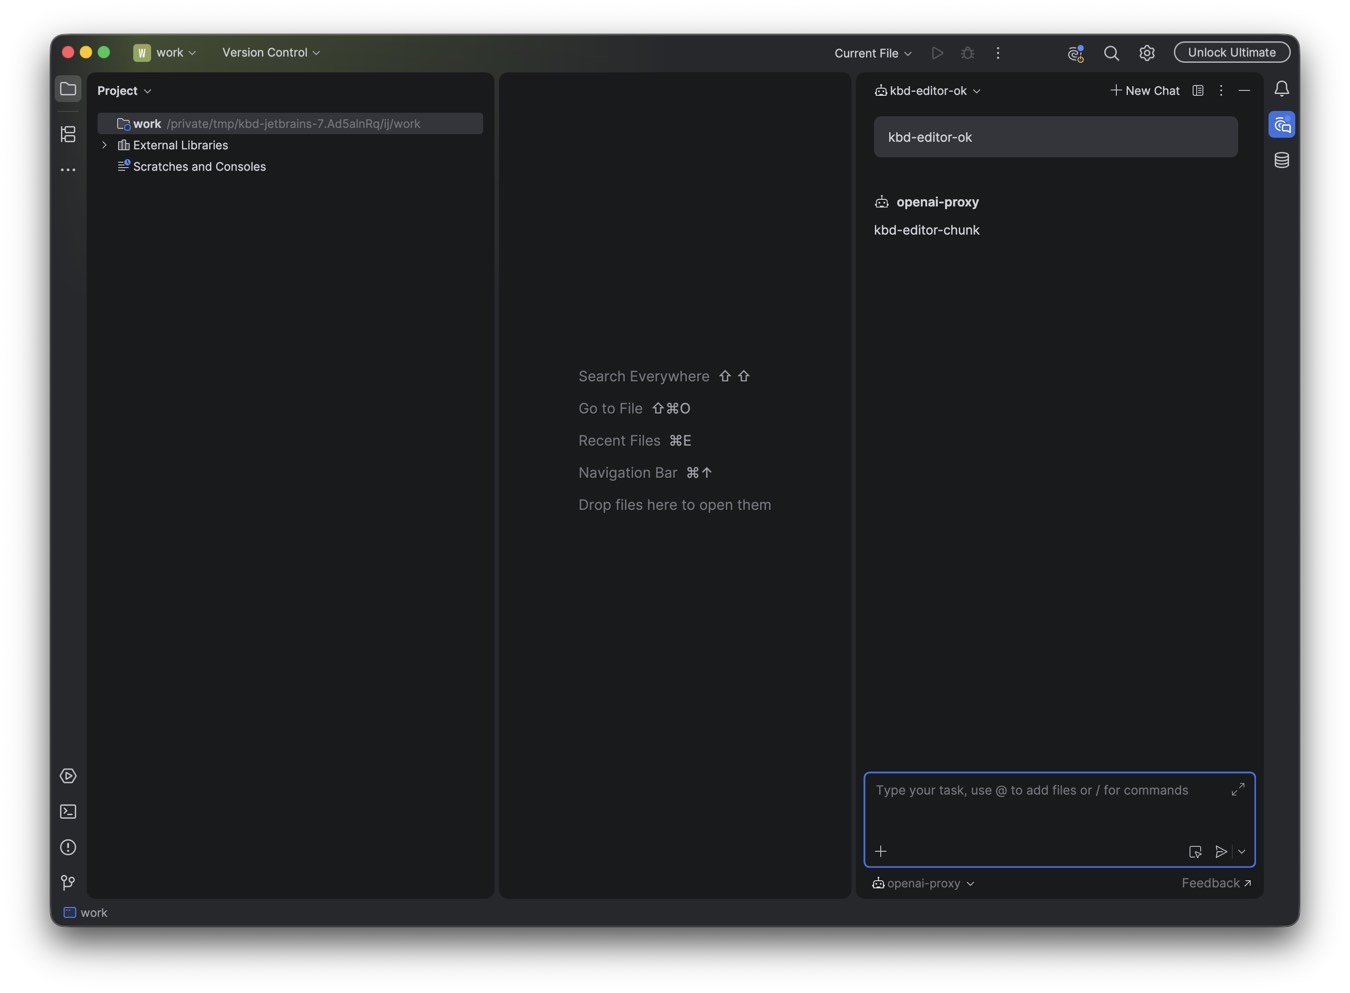 W work
Version Control
Current File
Unlock Ultimate
Project
work /private/tmp/kbd-jetbrains-7.Ad5alnRq/ij/work
External Libraries
Scratches and Consoles
Search Everywhere ⇧ ⇧
Go to File ⇧⌘O
Recent Files ⌘E
Navigation Bar ⌘↑
Drop files here to open them
kbd-editor-ok
New Chat
kbd-editor-ok
openai-proxy
kbd-editor-chunk
Type your task, use @ to add files or / for commands
openai-proxy
Feedback ↗
work